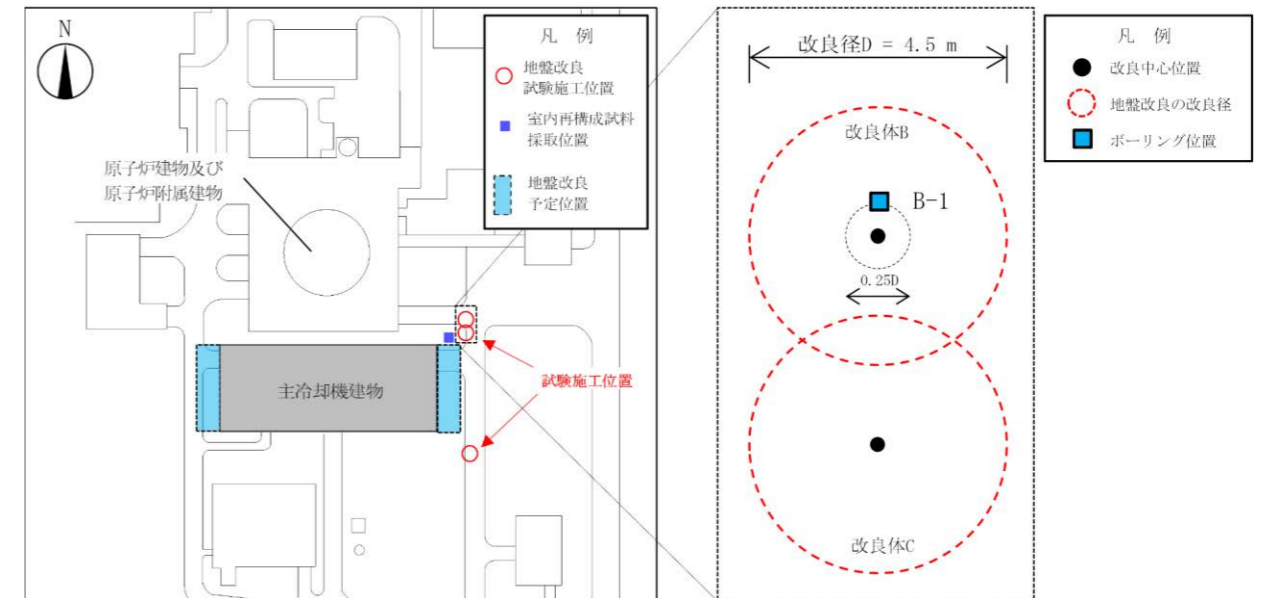 N
凡 例
地盤改良
試験施工位置
室内再構成試料
採取位置
地盤改良
予定位置
原子炉建物及び
原子炉附属建物
主冷却機建物
試験施工位置
改良径D = 4.5 m
改良体B
B-1
0.25D
改良体C
凡 例
改良中心位置
地盤改良の改良径
ボーリング位置